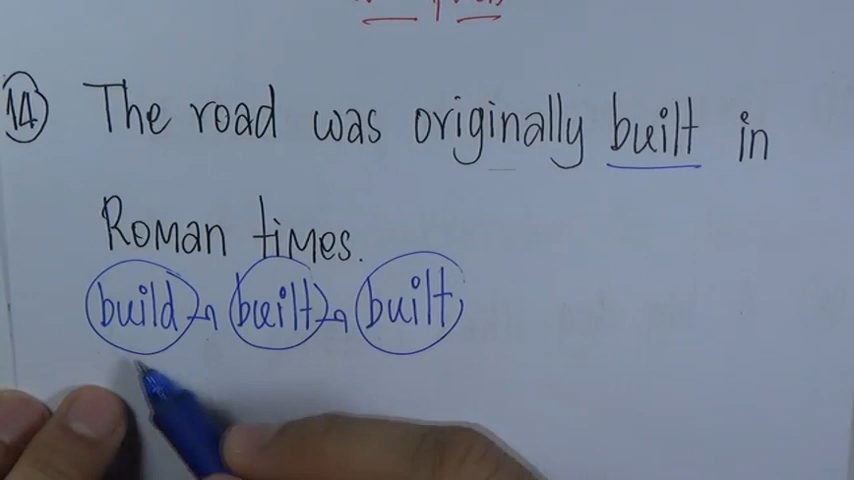 14 The road was originally built in
Roman times.
build → built → built